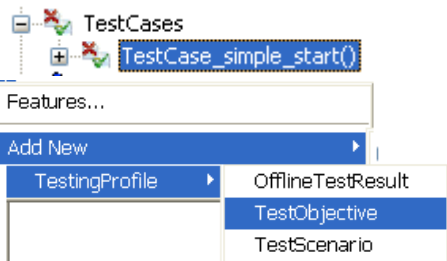 TestCases
TestCase_simple_start()
Features...
Add New
TestingProfile
OfflineTestResult
TestObjective
TestScenario